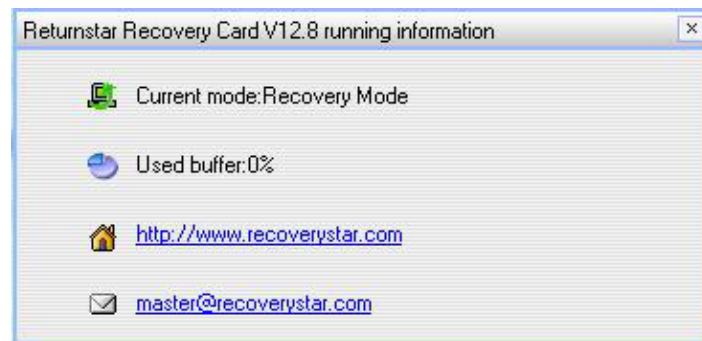 Returnstar Recovery Card V12.8 running information
Current mode:Recovery Mode
Used buffer:0%
http://www.recoverystar.com
master@recoverystar.com